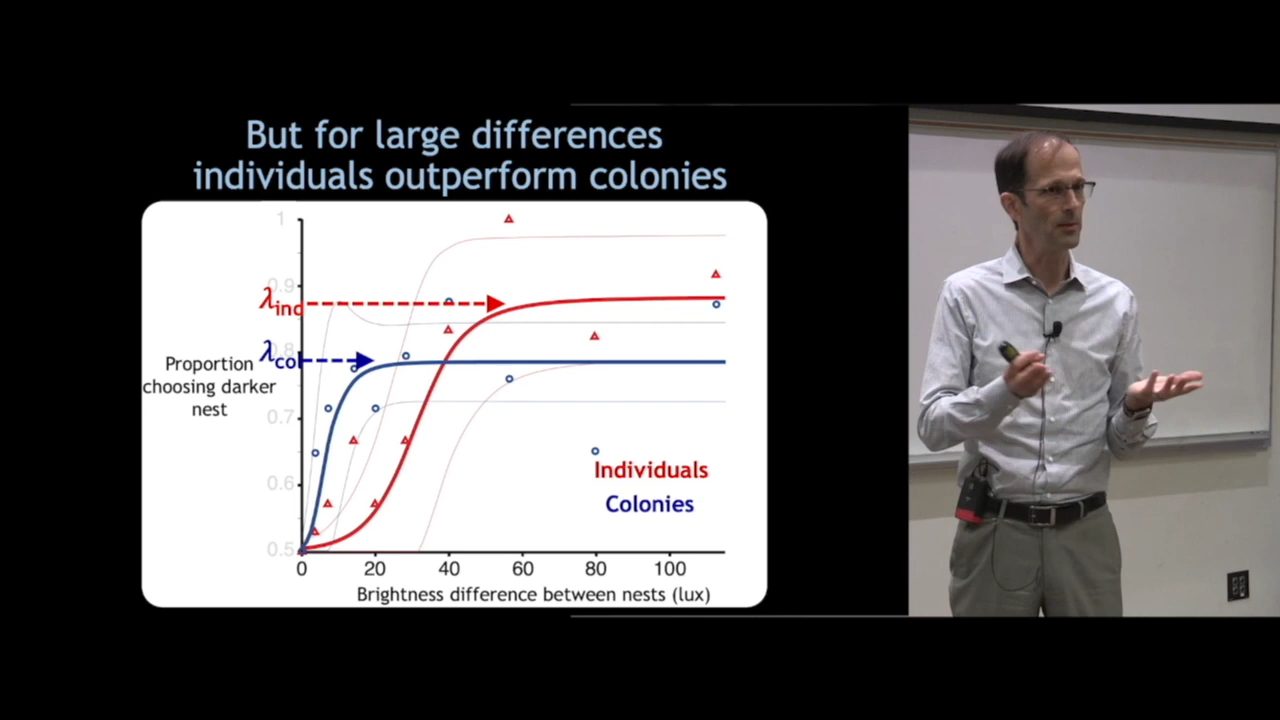 But for large differences
individuals outperform colonies
1
0.9
λind
0.8
λcol
Proportion
choosing darker
nest
0.7
0.6
0.5
Individuals
Colonies
0 20 40 60 80 100
Brightness difference between nests (lux)